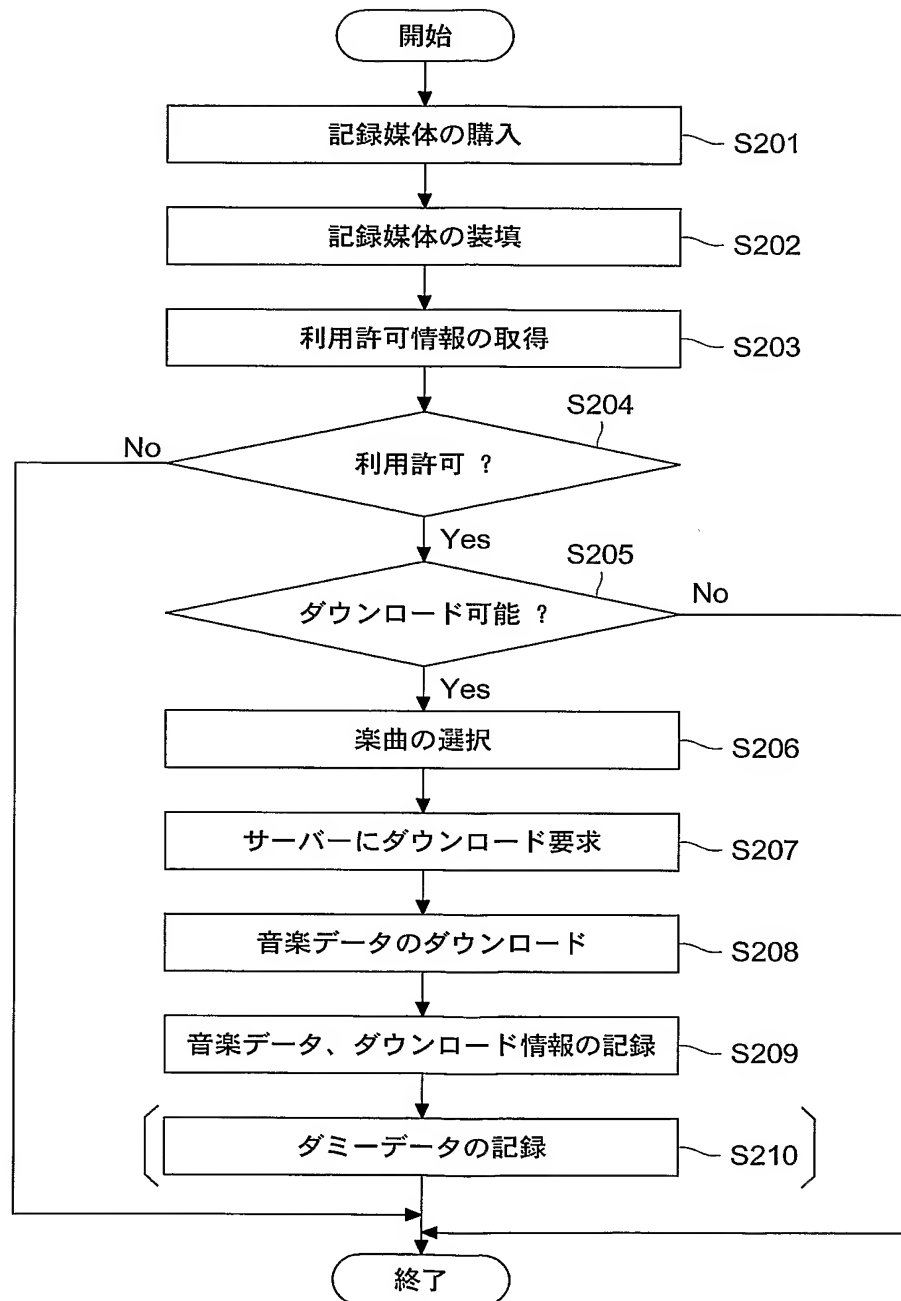 開始
記録媒体の購入
S201
記録媒体の装填
S202
利用許可情報の取得
S203
S204
No
利用許可 ?
Yes
S205
No
ダウンロード可能 ?
Yes
楽曲の選択
S206
サーバーにダウンロード要求
S207
音楽データのダウンロード
S208
音楽データ、ダウンロード情報の記録
S209
ダミーデータの記録
S210
終了